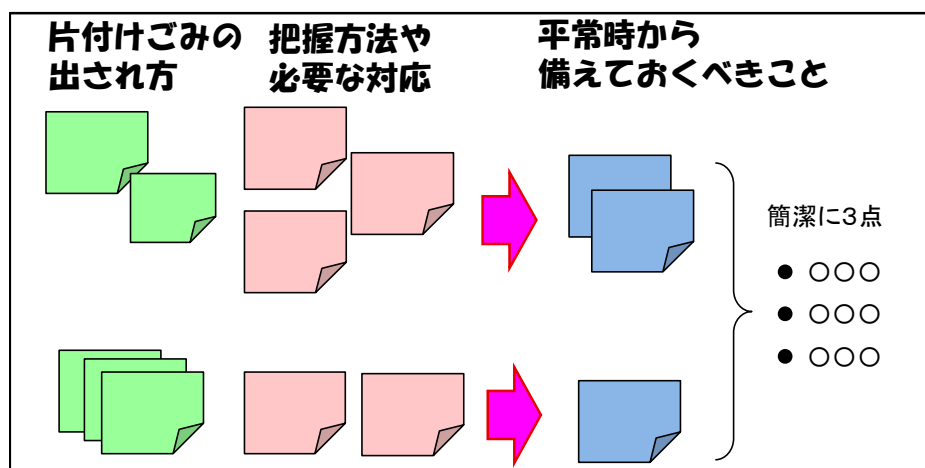 片付けごみの
出され方
把握方法や
必要な対応
平常時から
備えておくべきこと
簡潔に3点
● ○○○
● ○○○
● ○○○